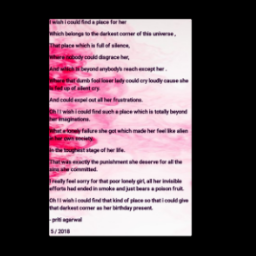 I wish I could find a place for her
Which belongs to the darkest corner of this universe ,
That place which is full of silence,
Where nobody could disgrace her,
And which is beyond anybody's reach except her .
Where that dumb foul loser lady could cry loudly cause she
is fed up of silent cry.
And could expel out all her frustrations.
Oh ! I wish I could find such a place which is totally beyond
her imaginations.
What a lonely failure she got which made her feel like alien
in her own society.
In the toughest stage of her life.
That was exactly the punishment she deserve for all the
sins she committed.
I really feel sorry for that poor lonely girl, all her invisible
efforts had ended in smoke and just bears a poison fruit.
Oh ! I wish I could find that kind of place so that I could give
that darkest corner as her birthday present.
- priti agarwal
5 / 2018